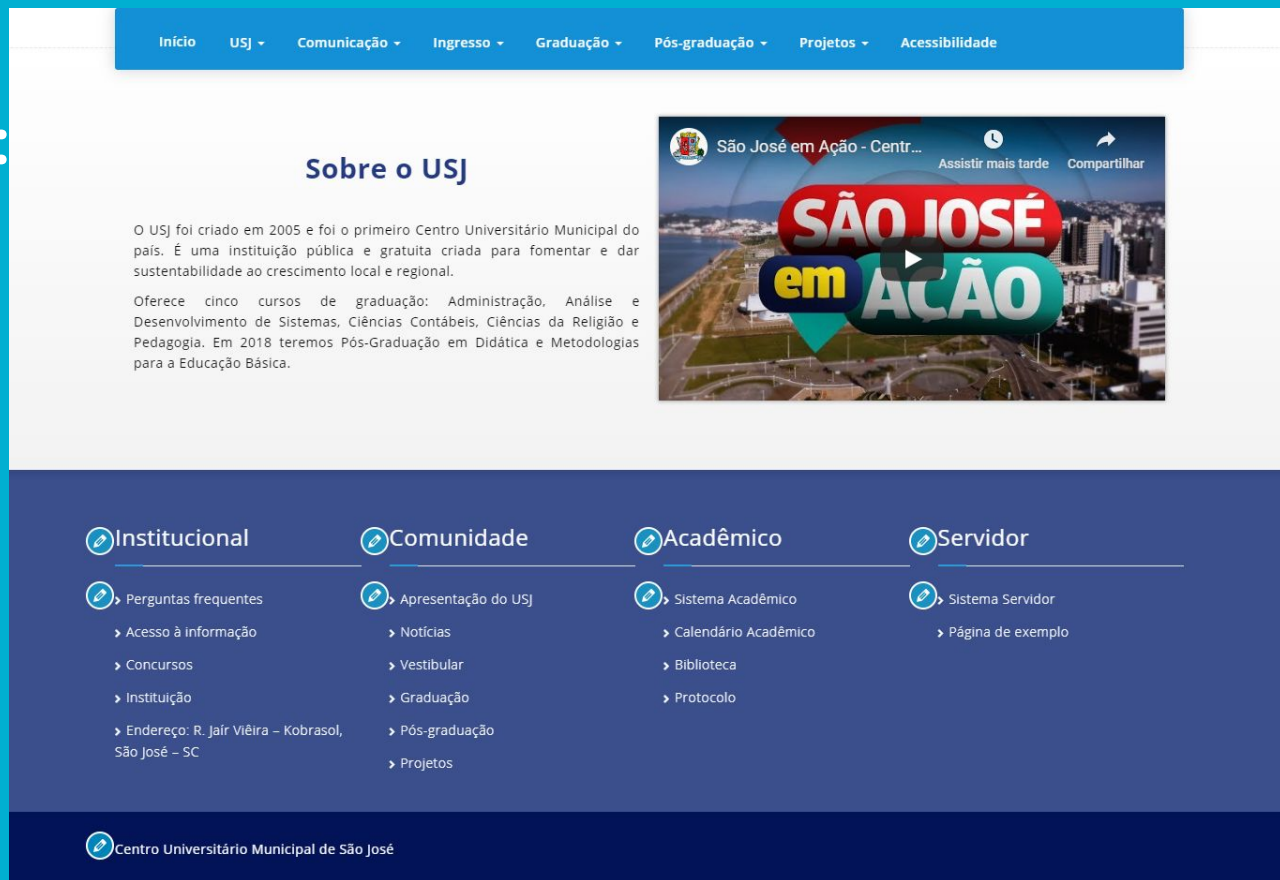 Início USJ Comunicação Ingresso Graduação Pós-graduação Projetos Acessibilidade
Sobre o USJ
O USJ foi criado em 2005 e foi o primeiro Centro Universitário Municipal do
país. É uma instituição pública e gratuita criada para fomentar e dar
sustentabilidade ao crescimento local e regional.
Oferece cinco cursos de graduação: Administração, Análise e
Desenvolvimento de Sistemas, Ciências Contábeis, Ciências da Religião e
Pedagogia. Em 2018 teremos Pós-Graduação em Didática e Metodologias
para a Educação Básica.
São José em Ação - Centr...
Assistir mais tarde
Compartilhar
SÃO JOSÉ
em AÇÃO
Institucional
Perguntas frequentes
Acesso à informação
Concursos
Instituição
Endereço: R. Jaír Viêira – Kobrasol,
São José – SC
Comunidade
Apresentação do USJ
Notícias
Vestibular
Graduação
Pós-graduação
Projetos
Acadêmico
Sistema Acadêmico
Calendário Acadêmico
Biblioteca
Protocolo
Servidor
Sistema Servidor
Página de exemplo
Centro Universitário Municipal de São José